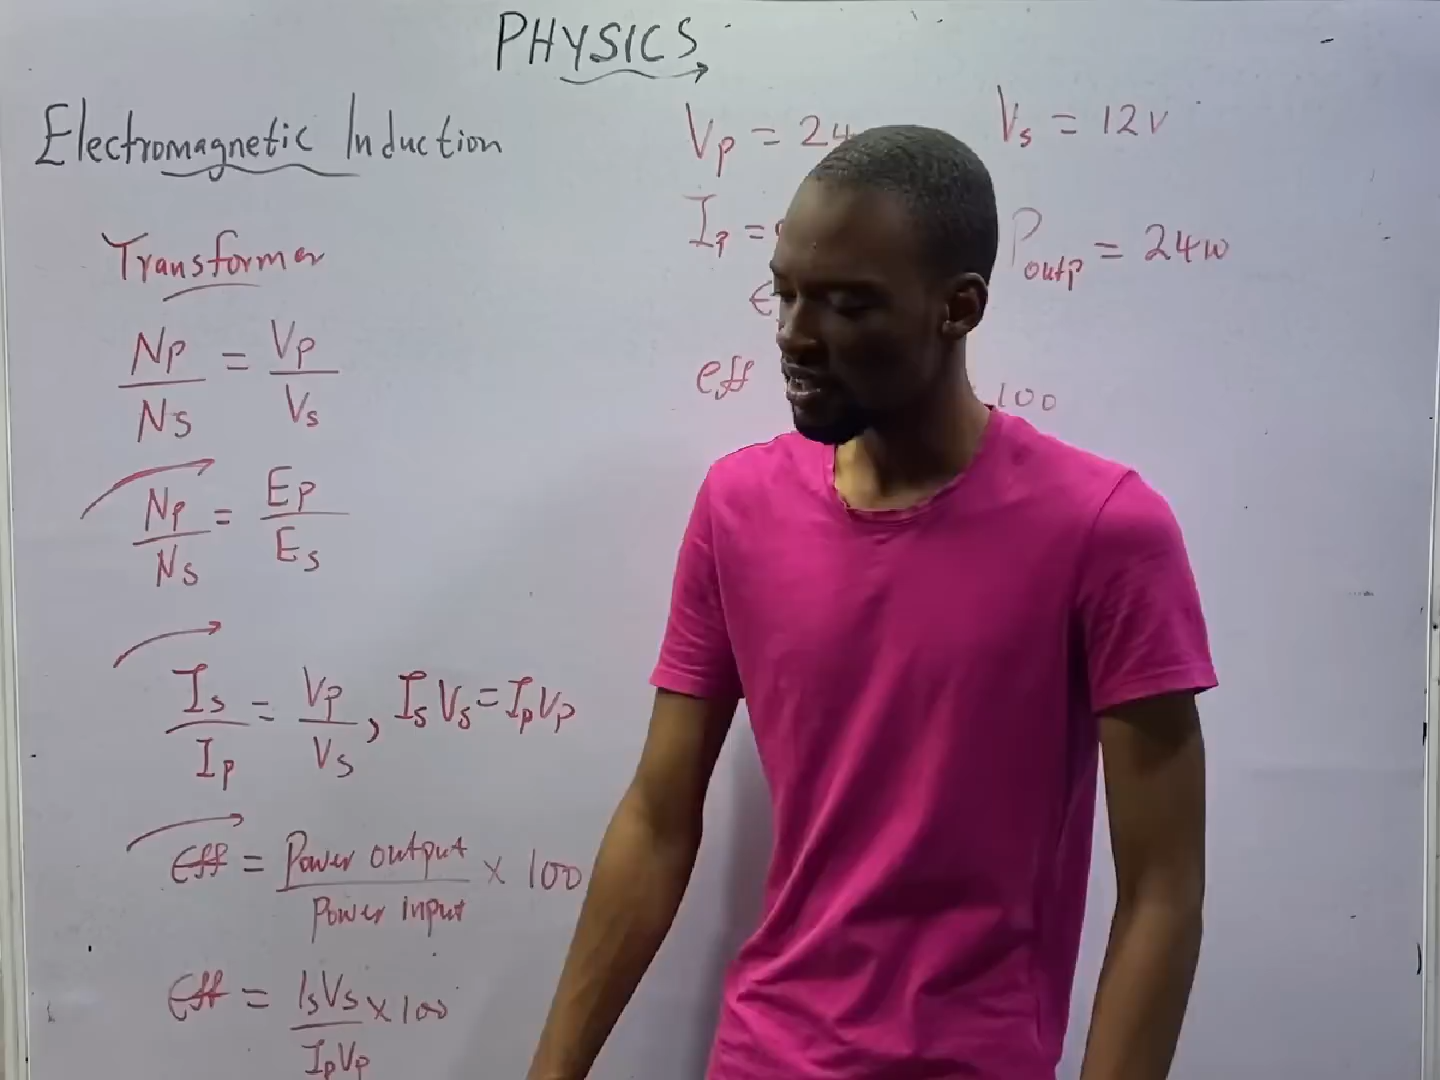 PHYSICS
Electromagnetic Induction
Transformer
Np/Ns = Vp/Vs
Np/Ns = Ep/Es
Is/Ip = Vp/Vs, IsVs = IpVp
Eff = Power output/Power input × 100
Eff = IsVs/IpVp × 100
Vp = 24 Vs = 12V
Ip = Poutp = 24W
eff 100